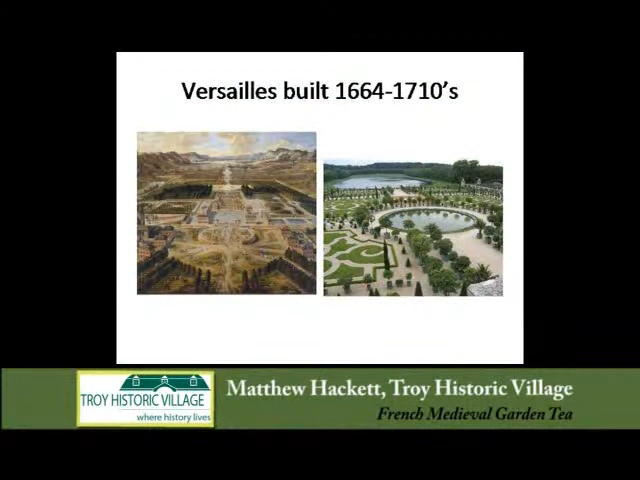 Versailles built 1664-1710's
TROY HISTORIC VILLAGE
where history lives
Matthew Hackett, Troy Historic Village
French Medieval Garden Tea